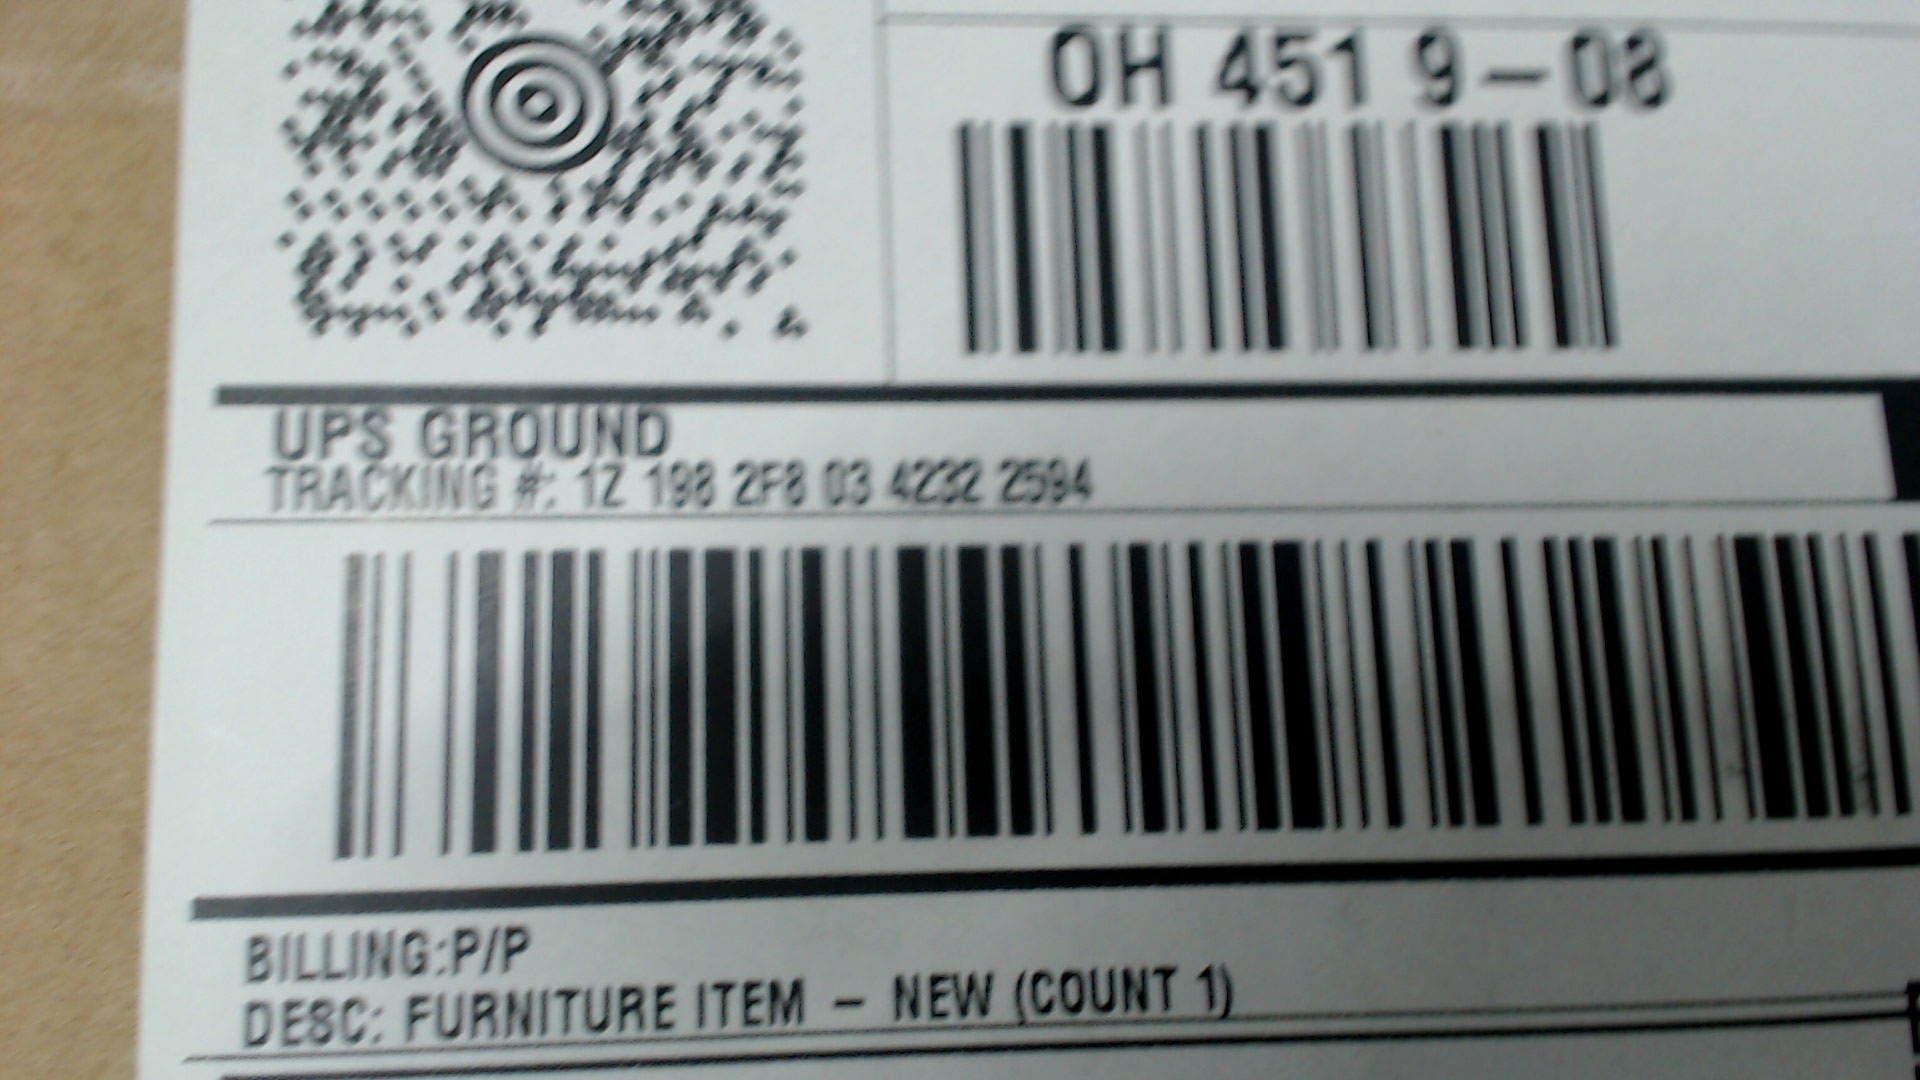 OH 451 9-08
UPS GROUND
TRACKING #: 1Z 198 2F8 03 4232 2594
BILLING:P/P
DESC: FURNITURE ITEM - NEW (COUNT 1)